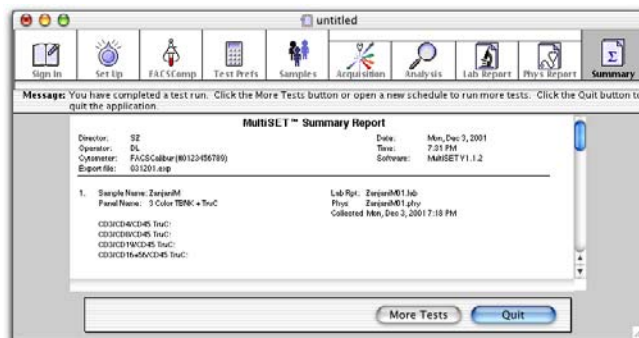 untitled
Sign In Set Up FACSComp Test Prefs Samples Acquisition Analysis Lab Report Phys Report Summary
Message: You have completed a test run. Click the More Tests button or open a new schedule to run more tests. Click the Quit button to
quit the application.
MultiSET™ Summary Report
Director: SZ Date: Mon, Dec 3, 2001
Operator: DL Time: 7:31 PM
Cytometer: FACSCalibur (#0123456789) Software: MultiSET V1.1.2
Export file: 031201.exp
1. Sample Name: ZanjaniM Lab Rpt: ZanjaniM01.lab
Panel Name: 3 Color TBNK + TruC Phys: ZanjaniM01.phy
Collected: Mon, Dec 3, 2001 7:18 PM
CD3/CD4/CD45 TruC:
CD3/CD8/CD45 TruC:
CD3/CD19/CD45 TruC:
CD3/CD16+56/CD45 TruC:
More Tests Quit